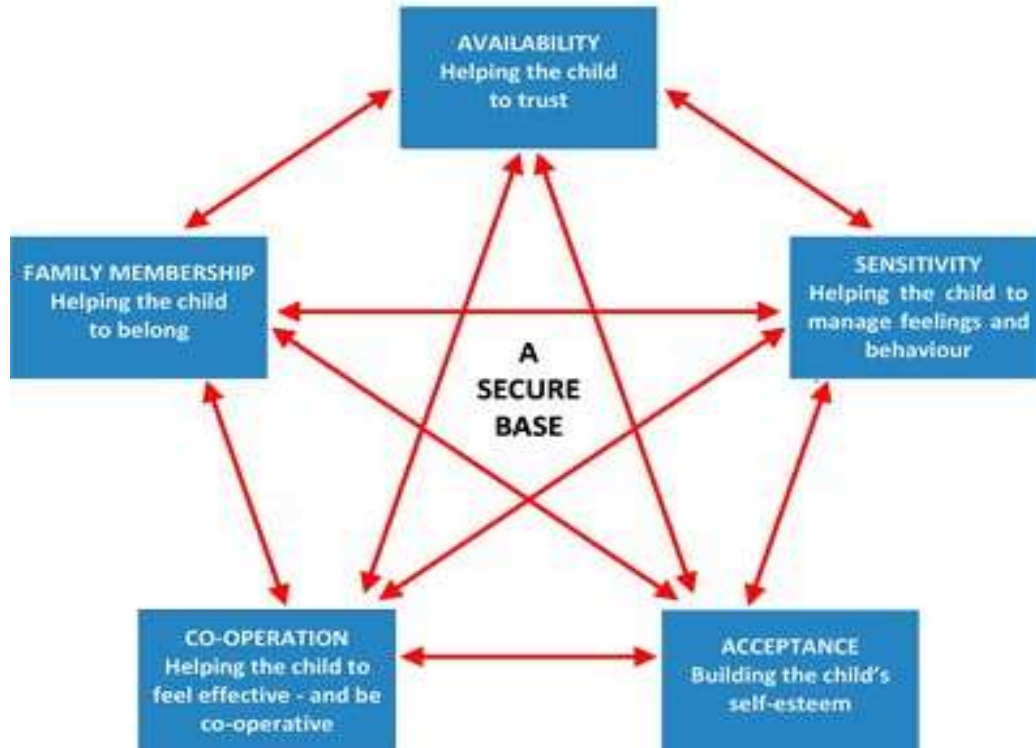 AVAILABILITY
Helping the child
to trust
FAMILY MEMBERSHIP
Helping the child
to belong
SENSITIVITY
Helping the child to
manage feelings and
behaviour
A
SECURE
BASE
CO-OPERATION
Helping the child to
feel effective - and be
co-operative
ACCEPTANCE
Building the child's
self-esteem